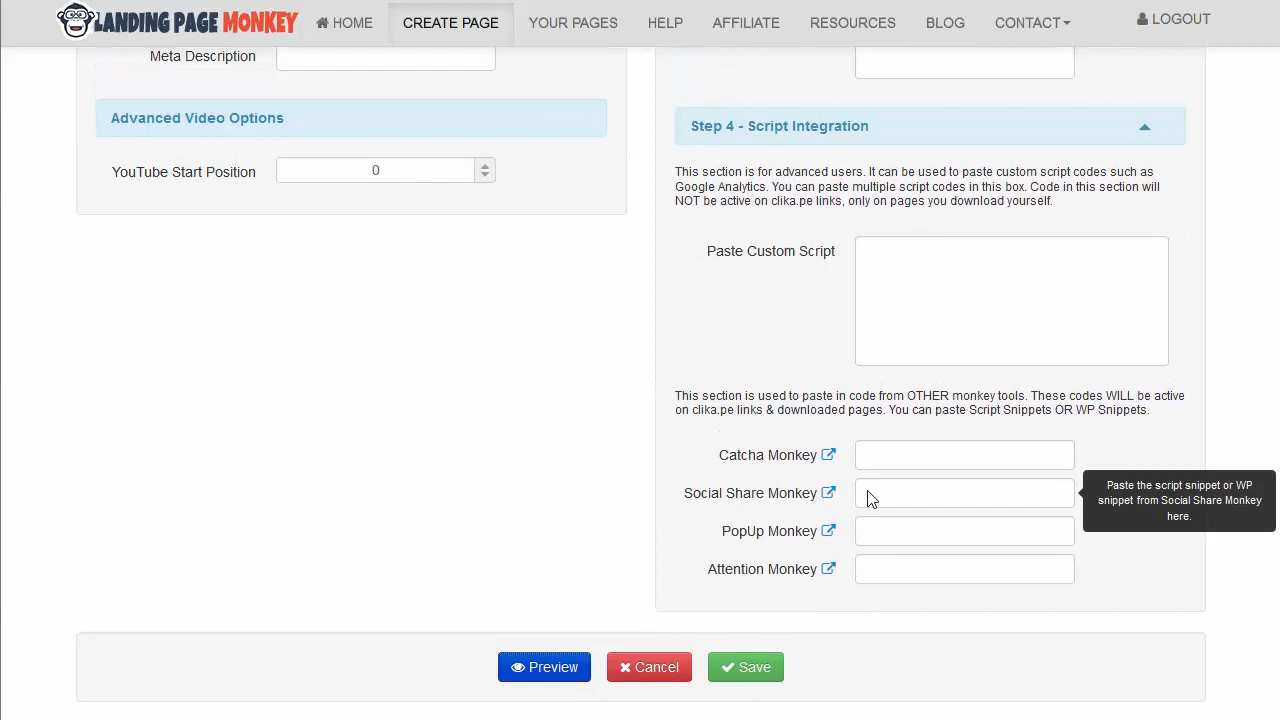 LANDING PAGE MONKEY
HOME
CREATE PAGE
YOUR PAGES
HELP
AFFILIATE
RESOURCES
BLOG
CONTACT
LOGOUT
Meta Description
Advanced Video Options
YouTube Start Position
0
Step 4 - Script Integration
This section is for advanced users. It can be used to paste custom script codes such as
Google Analytics. You can paste multiple script codes in this box. Code in this section will
NOT be active on clika.pe links, only on pages you download yourself.
Paste Custom Script
This section is used to paste in code from OTHER monkey tools. These codes WILL be active
on clika.pe links & downloaded pages. You can paste Script Snippets OR WP Snippets.
Catcha Monkey
Social Share Monkey
Paste the script snippet or WP
snippet from Social Share Monkey
here.
PopUp Monkey
Attention Monkey
Preview
Cancel
Save